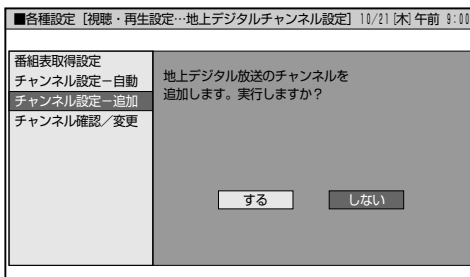 ■各種設定［視聴・再生設定…地上デジタルチャンネル設定］ 10/21［木］午前 9:00
番組表取得設定
チャンネル設定－自動
チャンネル設定－追加
チャンネル確認／変更
地上デジタル放送のチャンネルを
追加します。実行しますか？
する しない